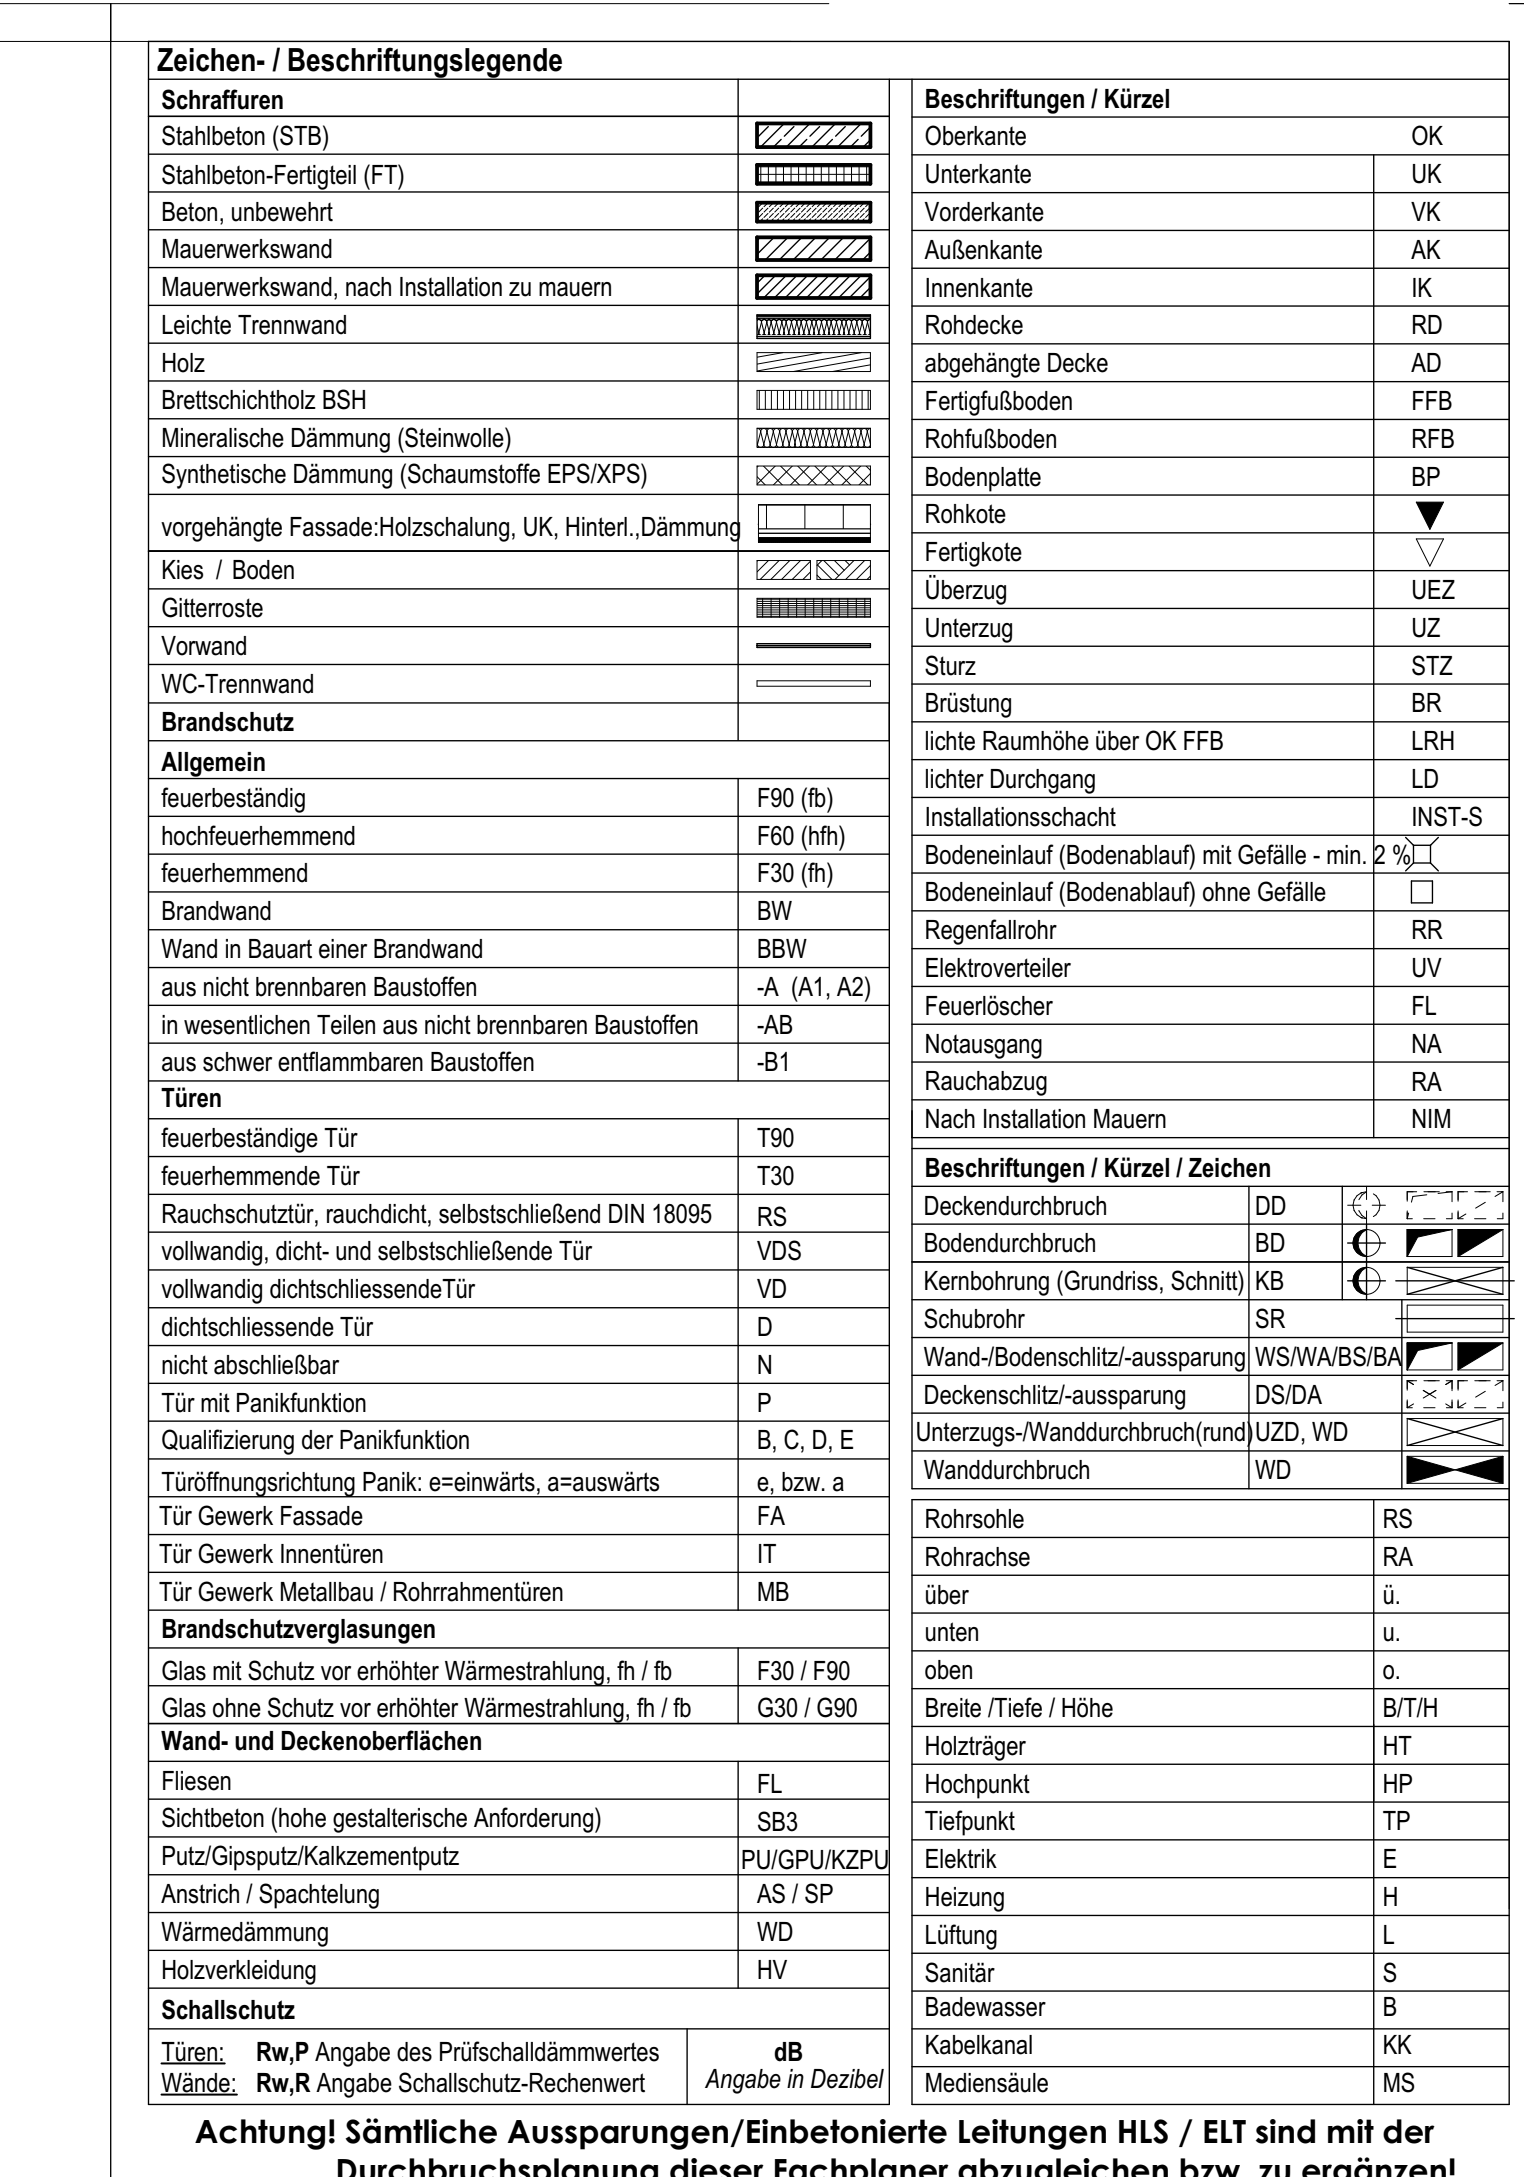 Zeichen- / Beschriftungslegende
Schraffuren
Stahlbeton (STB)
Stahlbeton-Fertigteil (FT)
Beton, unbewehrt
Mauerwerkswand
Mauerwerkswand, nach Installation zu mauern
Leichte Trennwand
Holz
Brettschichtholz BSH
Mineralische Dämmung (Steinwolle)
Synthetische Dämmung (Schaumstoffe EPS/XPS)
vorgehängte Fassade:Holzschalung, UK, Hinterl.,Dämmung
Kies / Boden
Gitterroste
Vorwand
WC-Trennwand
Brandschutz
Allgemein
feuerbeständig F90 (fb)
hochfeuerhemmend F60 (hfh)
feuerhemmend F30 (fh)
Brandwand BW
Wand in Bauart einer Brandwand BBW
aus nicht brennbaren Baustoffen -A (A1, A2)
in wesentlichen Teilen aus nicht brennbaren Baustoffen -AB
aus schwer entflammbaren Baustoffen -B1
Türen
feuerbeständige Tür T90
feuerhemmende Tür T30
Rauchschutztür, rauchdicht, selbstschließend DIN 18095 RS
vollwandig, dicht- und selbstschließende Tür VDS
vollwandig dichtschliessendeTür VD
dichtschliessende Tür D
nicht abschließbar N
Tür mit Panikfunktion P
Qualifizierung der Panikfunktion B, C, D, E
Türöffnungsrichtung Panik: e=einwärts, a=auswärts e, bzw. a
Tür Gewerk Fassade FA
Tür Gewerk Innentüren IT
Tür Gewerk Metallbau / Rohrrahmentüren MB
Brandschutzverglasungen
Glas mit Schutz vor erhöhter Wärmestrahlung, fh / fb F30 / F90
Glas ohne Schutz vor erhöhter Wärmestrahlung, fh / fb G30 / G90
Wand- und Deckenoberflächen
Fliesen FL
Sichtbeton (hohe gestalterische Anforderung) SB3
Putz/Gipsputz/Kalkzementputz PU/GPU/KZPU
Anstrich / Spachtelung AS / SP
Wärmedämmung WD
Holzverkleidung HV
Schallschutz
Türen: Rw,P Angabe des Prüfschalldämmwertes dB
Wände: Rw,R Angabe Schallschutz-Rechenwert Angabe in Dezibel
Beschriftungen / Kürzel
Oberkante OK
Unterkante UK
Vorderkante VK
Außenkante AK
Innenkante IK
Rohdecke RD
abgehängte Decke AD
Fertigfußboden FFB
Rohfußboden RFB
Bodenplatte BP
Rohkote
Fertigkote
Überzug UEZ
Unterzug UZ
Sturz STZ
Brüstung BR
lichte Raumhöhe über OK FFB LRH
lichter Durchgang LD
Installationsschacht INST-S
Bodeneinlauf (Bodenablauf) mit Gefälle - min. 2 %
Bodeneinlauf (Bodenablauf) ohne Gefälle
Regenfallrohr RR
Elektroverteiler UV
Feuerlöscher FL
Notausgang NA
Rauchabzug RA
Nach Installation Mauern NIM
Beschriftungen / Kürzel / Zeichen
Deckendurchbruch DD
Bodendurchbruch BD
Kernbohrung (Grundriss, Schnitt) KB
Schubrohr SR
Wand-/Bodenschlitz/-aussparung WS/WA/BS/BA
Deckenschlitz/-aussparung DS/DA
Unterzugs-/Wanddurchbruch(rund) UZD, WD
Wanddurchbruch WD
Rohrsohle RS
Rohrachse RA
über ü.
unten u.
oben o.
Breite /Tiefe / Höhe B/T/H
Holzträger HT
Hochpunkt HP
Tiefpunkt TP
Elektrik E
Heizung H
Lüftung L
Sanitär S
Badewasser B
Kabelkanal KK
Mediensäule MS
Achtung! Sämtliche Aussparungen/Einbetonierte Leitungen HLS / ELT sind mit der
Durchbruchsplanung dieser Fachplaner abzugleichen bzw. zu ergänzen!